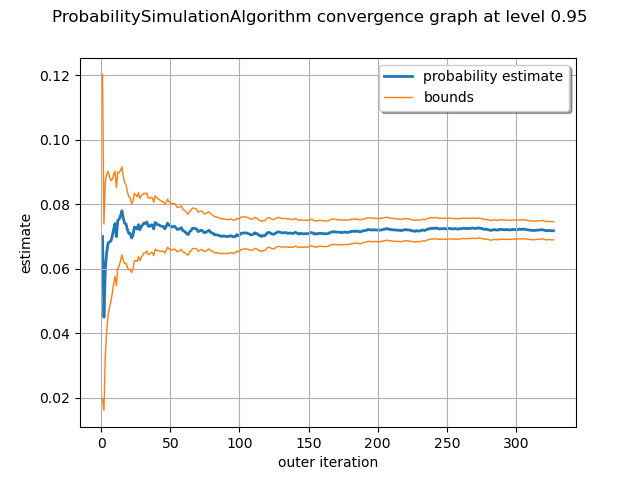 ProbabilitySimulationAlgorithm convergence graph at level 0.95
probability estimate
bounds
0.12
0.10
0.08
0.06
0.04
0.02
estimate
0 50 100 150 200 250 300
outer iteration